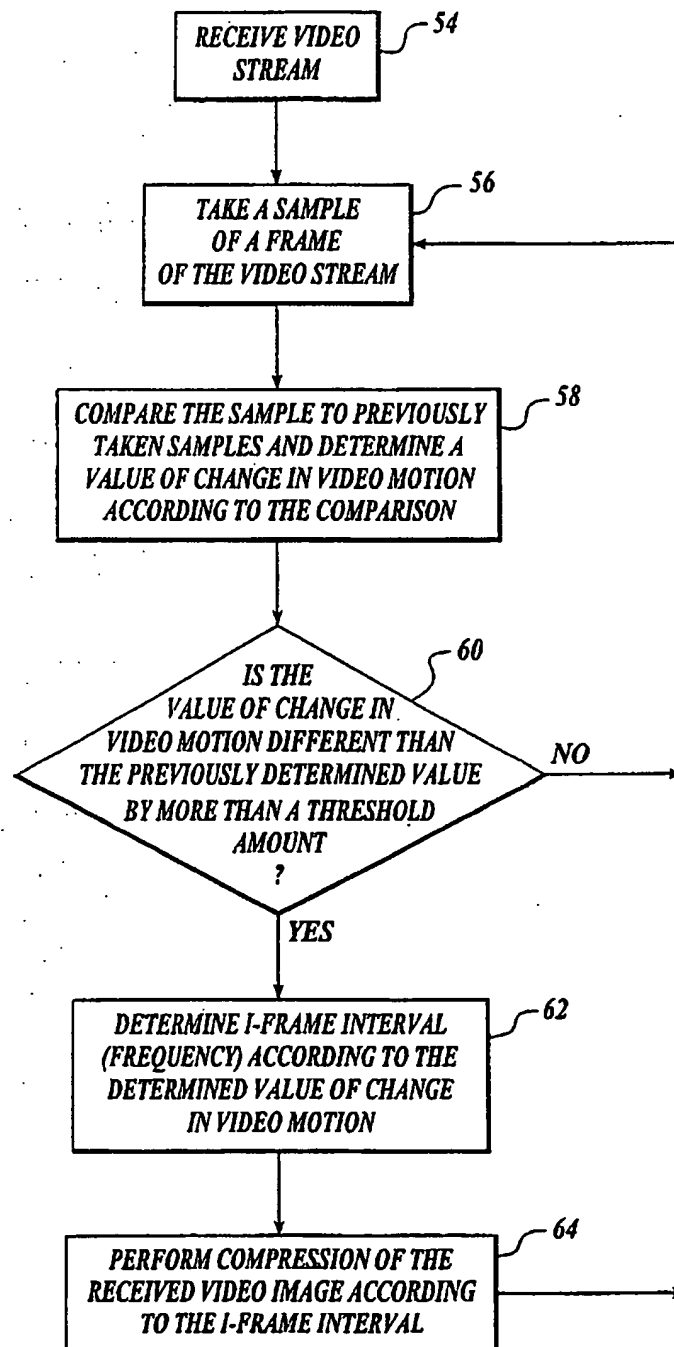 RECEIVE VIDEO
STREAM
54
TAKE A SAMPLE
OF A FRAME
OF THE VIDEO STREAM
56
COMPARE THE SAMPLE TO PREVIOUSLY
TAKEN SAMPLES AND DETERMINE A
VALUE OF CHANGE IN VIDEO MOTION
ACCORDING TO THE COMPARISON
58
IS THE
VALUE OF CHANGE IN
VIDEO MOTION DIFFERENT THAN
THE PREVIOUSLY DETERMINED VALUE
BY MORE THAN A THRESHOLD
AMOUNT
?
60
NO
YES
DETERMINE I-FRAME INTERVAL
(FREQUENCY) ACCORDING TO THE
DETERMINED VALUE OF CHANGE
IN VIDEO MOTION
62
PERFORM COMPRESSION OF THE
RECEIVED VIDEO IMAGE ACCORDING
TO THE I-FRAME INTERVAL
64